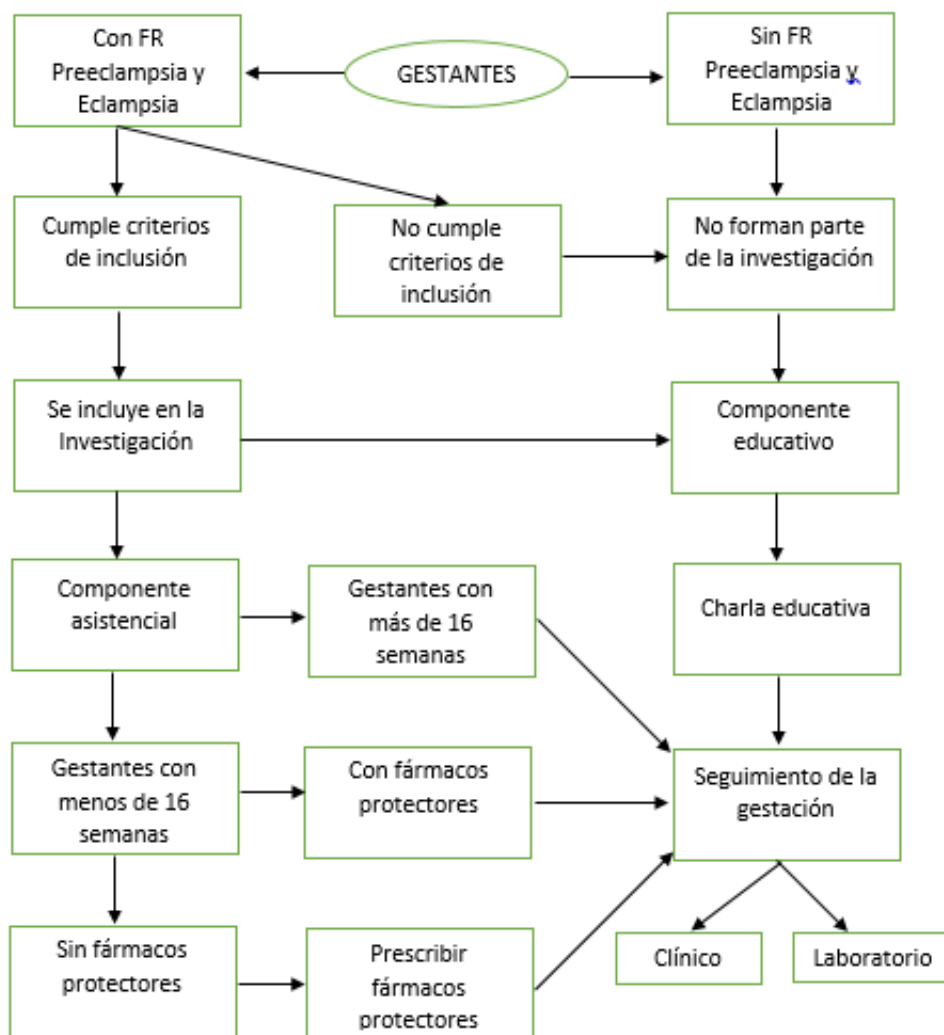 Con FR
Preeclampsia y
Eclampsia
GESTANTES
Sin FR
Preeclampsia y
Eclampsia
Cumple criterios
de inclusión
No cumple
criterios de
inclusión
No forman parte
de la investigación
Se incluye en la
Investigación
Componente
educativo
Componente
asistencial
Gestantes con
más de 16
semanas
Charla educativa
Gestantes con
menos de 16
semanas
Con fármacos
protectores
Seguimiento de la
gestación
Sin fármacos
protectores
Prescribir
fármacos
protectores
Clínico
Laboratorio